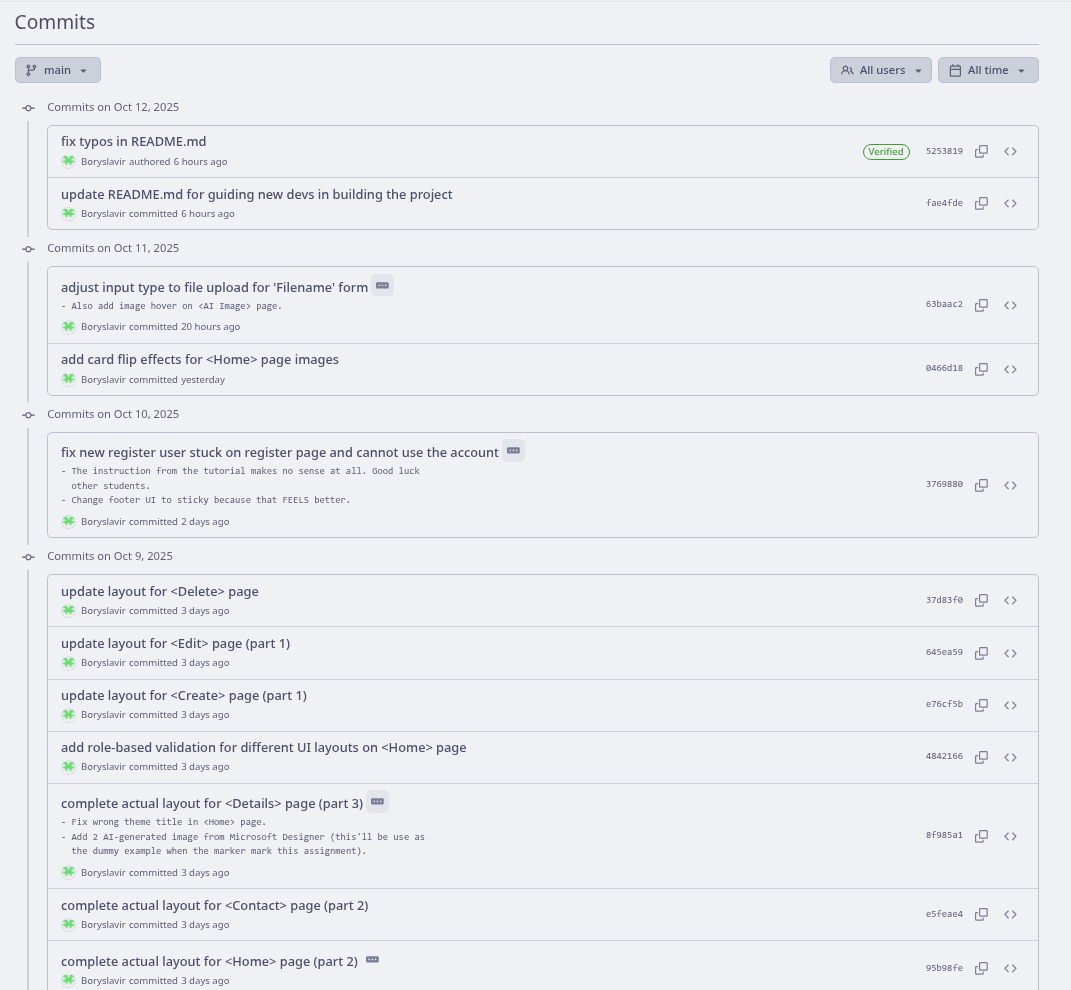 Commits
main
All users
All time
Commits on Oct 12, 2025
fix typos in README.md
Boryslavir authored 6 hours ago
Verified
5253819
update README.md for guiding new devs in building the project
Boryslavir committed 6 hours ago
fae4fde
Commits on Oct 11, 2025
adjust input type to file upload for 'Filename' form
- Also add image hover on <AI Image> page.
Boryslavir committed 20 hours ago
63baac2
add card flip effects for <Home> page images
Boryslavir committed yesterday
0466d18
Commits on Oct 10, 2025
fix new register user stuck on register page and cannot use the account
- The instruction from the tutorial makes no sense at all. Good luck
other students.
- Change footer UI to sticky because that FEELS better.
Boryslavir committed 2 days ago
3769880
Commits on Oct 9, 2025
update layout for <Delete> page
Boryslavir committed 3 days ago
37d83f0
update layout for <Edit> page (part 1)
Boryslavir committed 3 days ago
645ea59
update layout for <Create> page (part 1)
Boryslavir committed 3 days ago
e76cf5b
add role-based validation for different UI layouts on <Home> page
Boryslavir committed 3 days ago
4842166
complete actual layout for <Details> page (part 3)
- Fix wrong theme title in <Home> page.
- Add 2 AI-generated image from Microsoft Designer (this'll be use as
the dummy example when the marker mark this assignment).
Boryslavir committed 3 days ago
8f985a1
complete actual layout for <Contact> page (part 2)
Boryslavir committed 3 days ago
e5feae4
complete actual layout for <Home> page (part 2)
Boryslavir committed 3 days ago
95b98fe